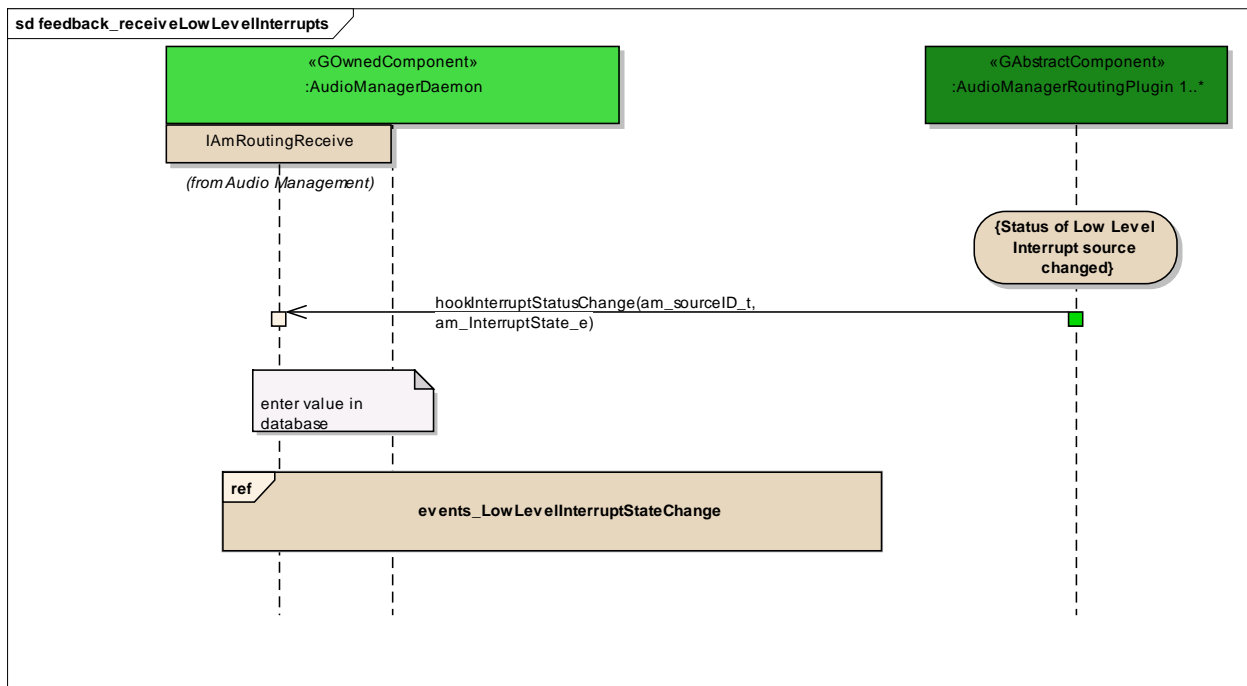 sd feedback_receiveLowLevelInterrupts
«GOwnedComponent»
:AudioManagerDaemon
«GAbstractComponent»
:AudioManagerRoutingPlugin 1..*
IAmRoutingReceive
(from Audio Management)
{Status of Low Level
Interrupt source
changed}
hookInterruptStatusChange(am_sourceID_t,
am_InterruptState_e)
enter value in
database
ref
events_LowLevelInterruptStateChange